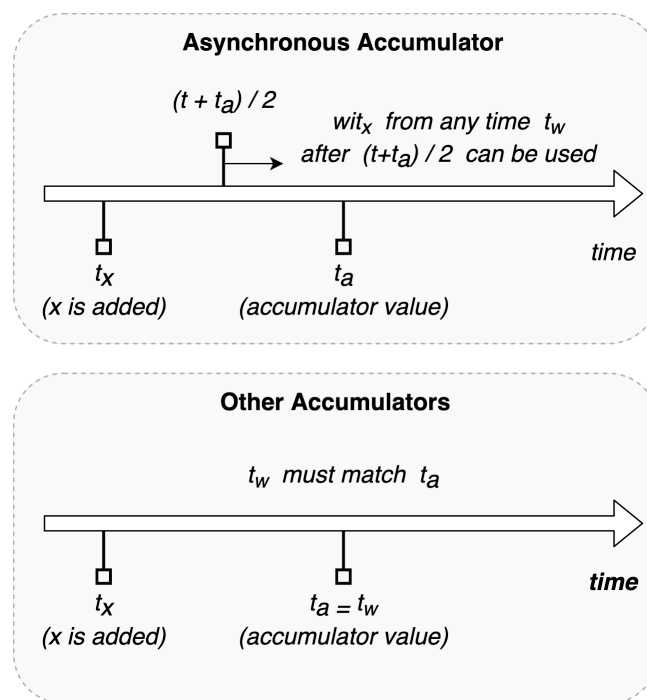 Asynchronous Accumulator
(t + ta) / 2
witx from any time tw
after (t+ta) / 2 can be used
time
tx
(x is added)
ta
(accumulator value)
Other Accumulators
tw must match ta
time
tx
(x is added)
ta = tw
(accumulator value)